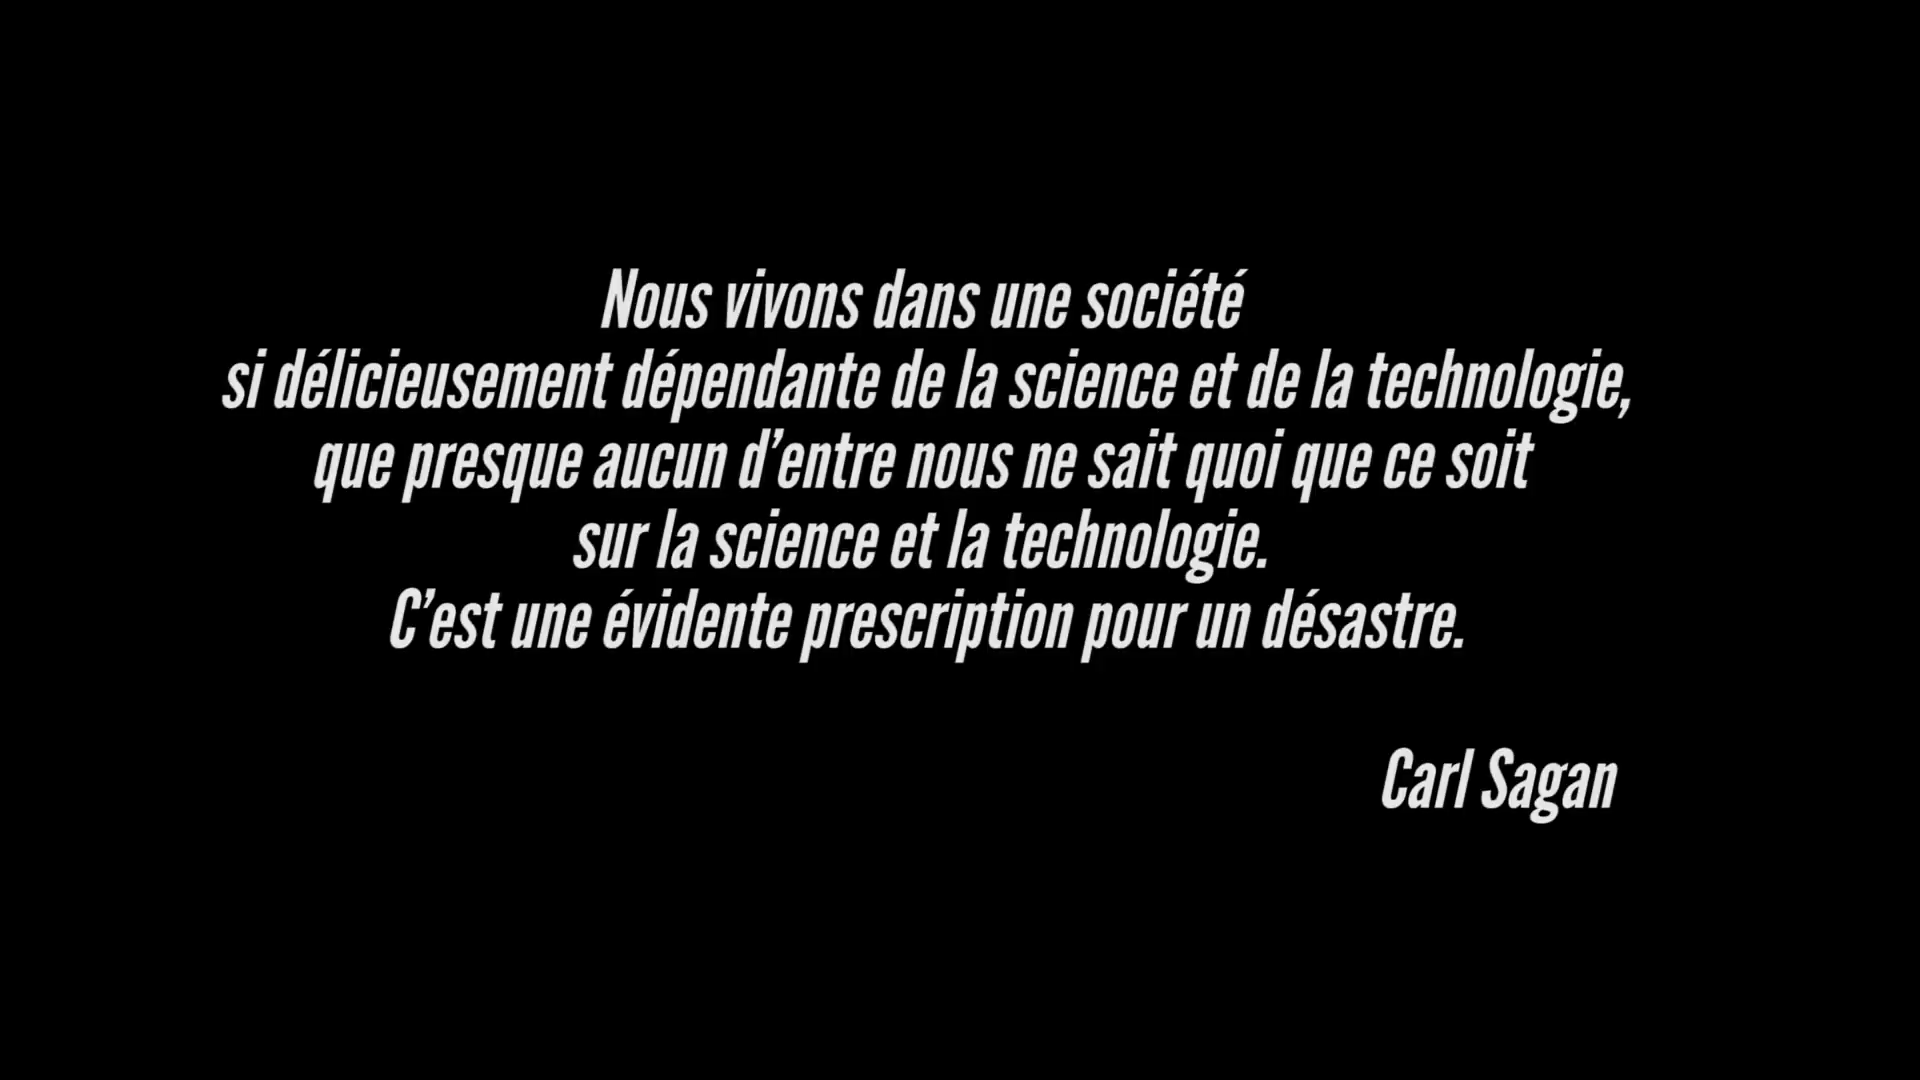 Nous vivons dans une société
si délicieusement dépendante de la science et de la technologie,
que presque aucun d’entre nous ne sait quoi que ce soit
sur la science et la technologie.
C’est une évidente prescription pour un désastre.
Carl Sagan